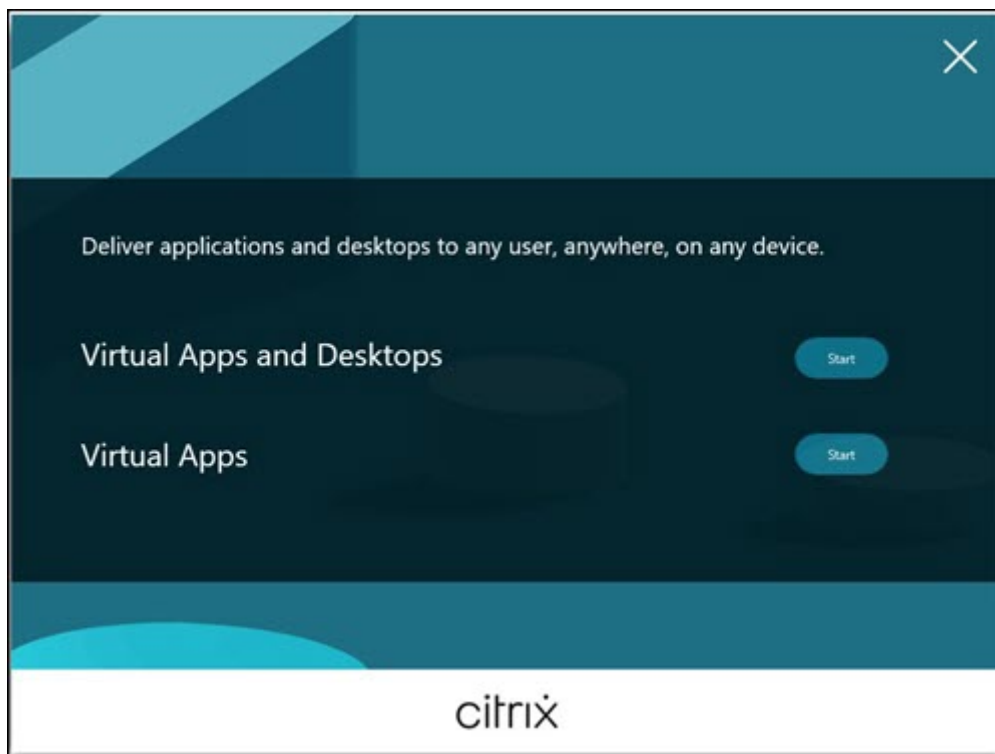 Deliver applications and desktops to any user, anywhere, on any device.
Virtual Apps and Desktops
Start
Virtual Apps
Start
citrix